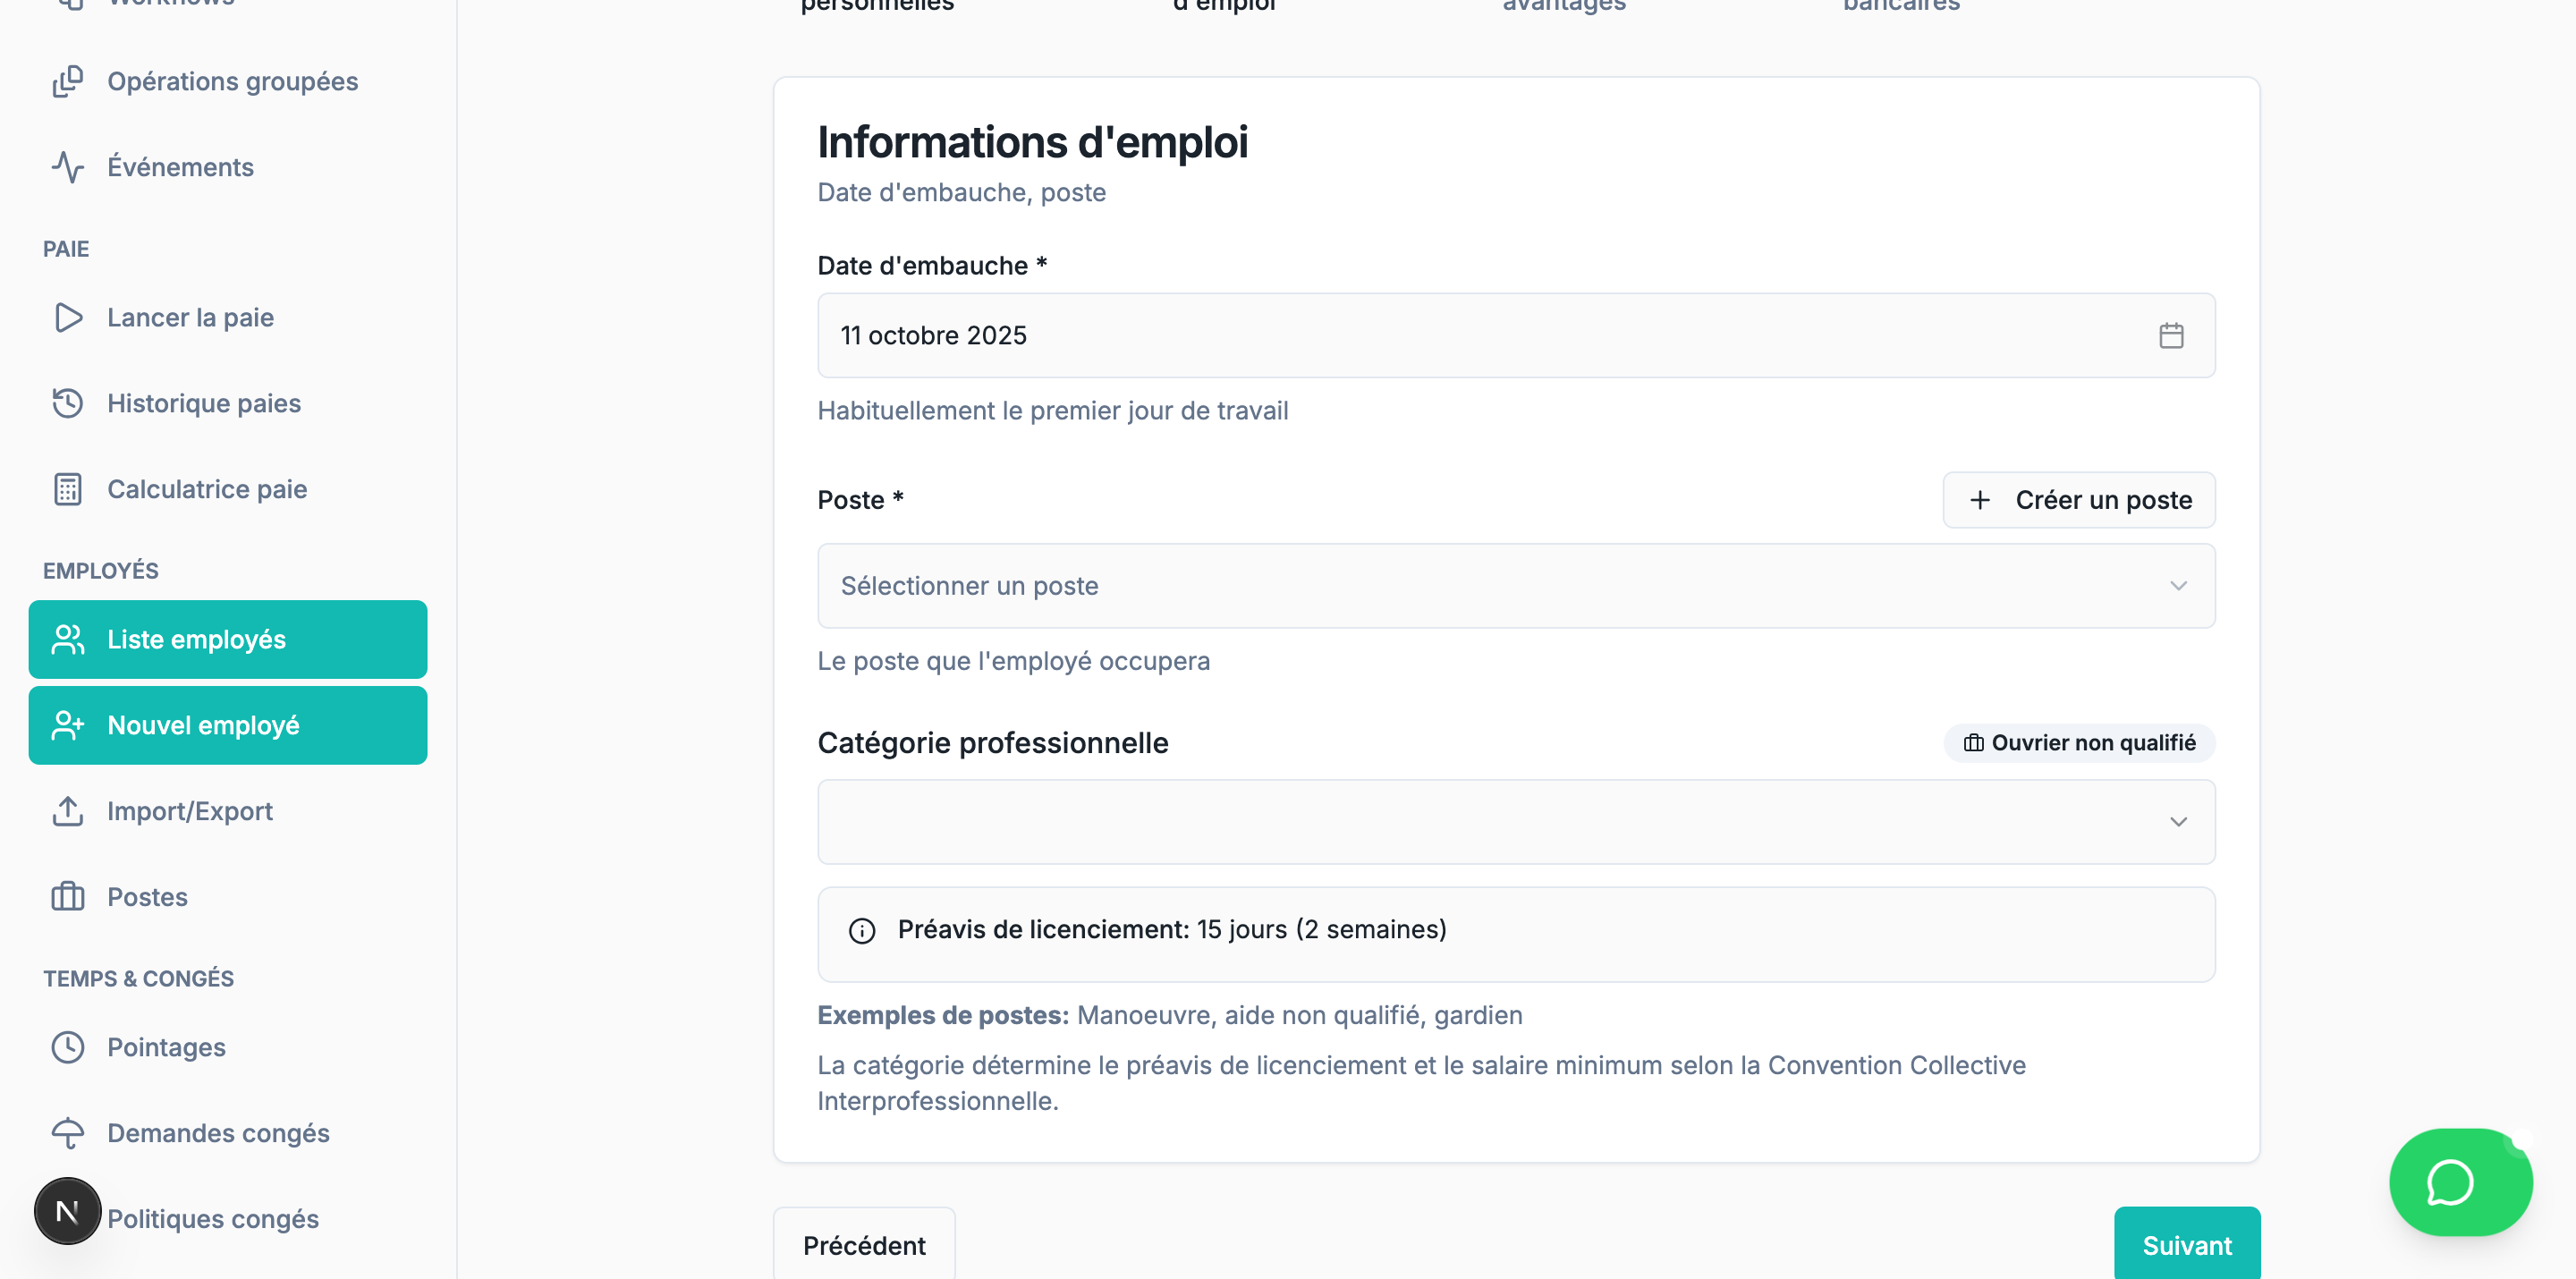 personnelles
d'emploi
avantages
bancaires
Workflows
Opérations groupées
Événements
PAIE
Lancer la paie
Historique paies
Calculatrice paie
EMPLOYÉS
Liste employés
Nouvel employé
Import/Export
Postes
TEMPS & CONGÉS
Pointages
Demandes congés
N
Politiques congés
Informations d'emploi
Date d'embauche, poste
Date d'embauche *
11 octobre 2025
Habituellement le premier jour de travail
Poste *
Créer un poste
Sélectionner un poste
Le poste que l'employé occupera
Catégorie professionnelle
Ouvrier non qualifié
Préavis de licenciement: 15 jours (2 semaines)
Exemples de postes: Manoeuvre, aide non qualifié, gardien
La catégorie détermine le préavis de licenciement et le salaire minimum selon la Convention Collective
Interprofessionnelle.
Précédent
Suivant